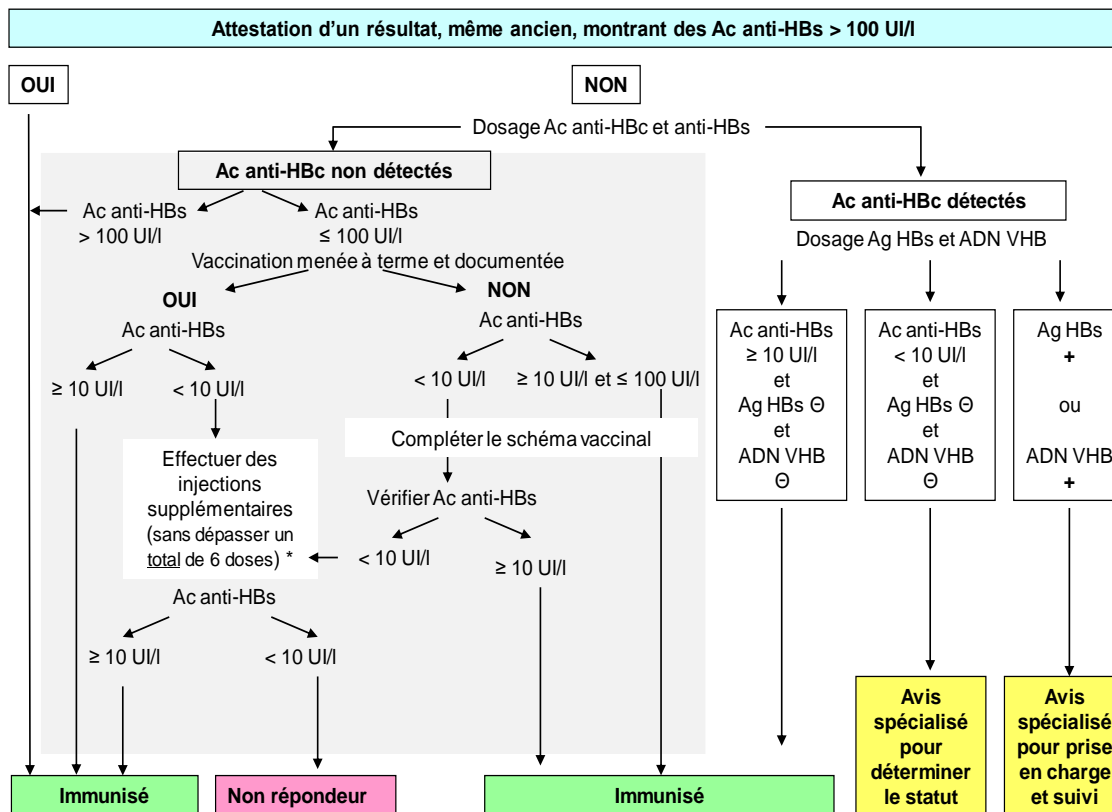 Attestation d'un résultat, même ancien, montrant des Ac anti-HBs > 100 UI/l
OUI
NON
Dosage Ac anti-HBc et anti-HBs
Ac anti-HBc non détectés
Ac anti-HBs
> 100 UI/l
Ac anti-HBs
≤ 100 UI/l
Vaccination menée à terme et documentée
OUI
Ac anti-HBs
≥ 10 UI/l
< 10 UI/l
NON
Ac anti-HBs
< 10 UI/l
≥ 10 UI/l et ≤ 100 UI/l
Compléter le schéma vaccinal
Vérifier Ac anti-HBs
< 10 UI/l
≥ 10 UI/l
Effectuer des
injections
supplémentaires
(sans dépasser un
total de 6 doses) *
Ac anti-HBs
≥ 10 UI/l
< 10 UI/l
Ac anti-HBc détectés
Dosage Ag HBs et ADN VHB
Ac anti-HBs
≥ 10 UI/l
et
Ag HBs Θ
et
ADN VHB
Θ
Ac anti-HBs
< 10 UI/l
et
Ag HBs Θ
et
ADN VHB
Θ
Ag HBs
+
ou
ADN VHB
+
Immunisé
Non répondeur
Immunisé
Avis
spécialisé
pour
déterminer
le statut
Avis
spécialisé
pour prise
en charge
et suivi